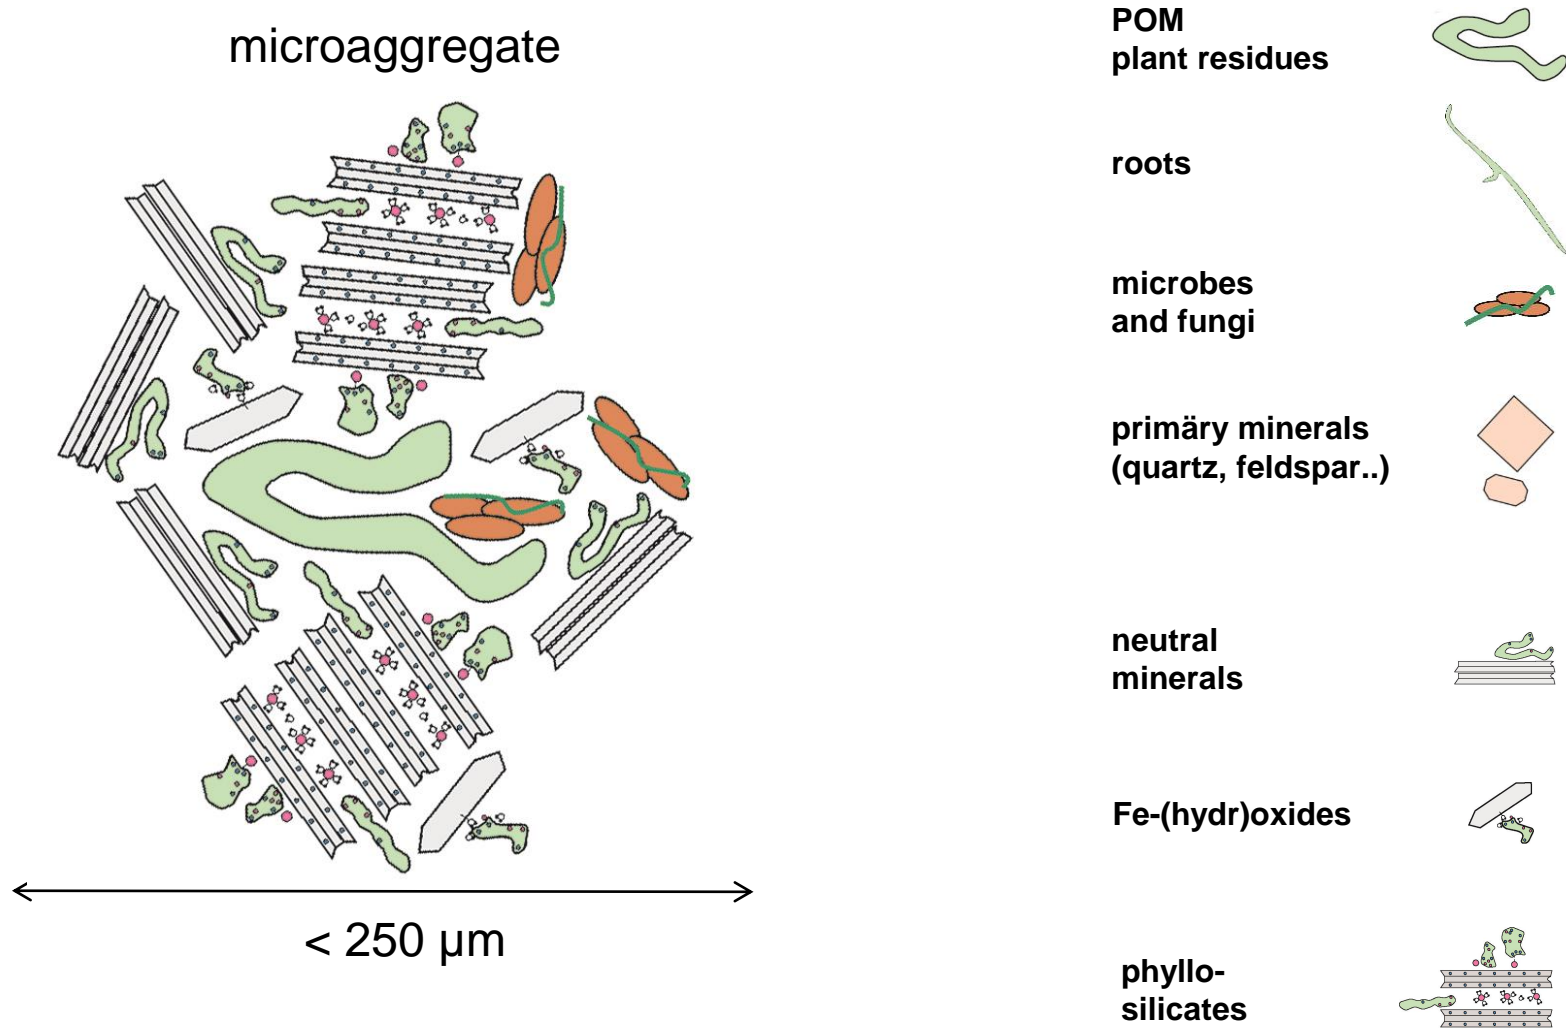 microaggregate
< 250 µm
POM
plant residues
roots
microbes
and fungi
primäry minerals
(quartz, feldspar..)
neutral
minerals
Fe-(hydr)oxides
phyllo-
silicates